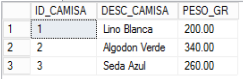 ID_CAMISA DESC_CAMISA PESO_GR
1 1 Lino Blanca 200.00
2 2 Algodon Verde 340.00
3 3 Seda Azul 260.00